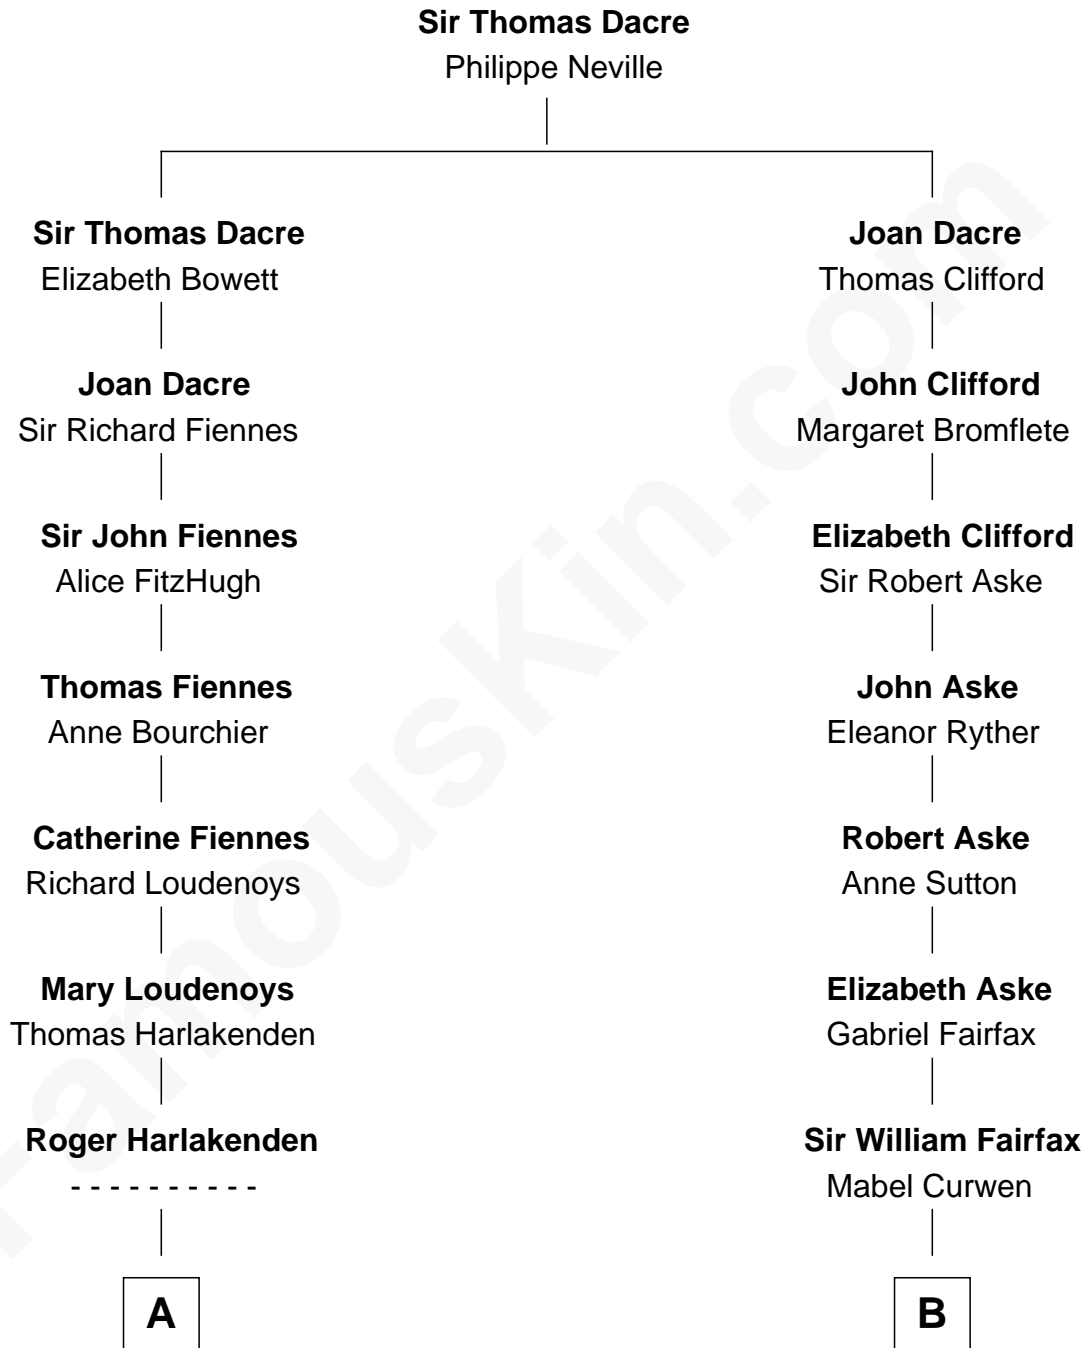 Sir Thomas Dacre
Philippe Neville
Sir Thomas Dacre
Elizabeth Bowett
Joan Dacre
Sir Richard Fiennes
Sir John Fiennes
Alice FitzHugh
Thomas Fiennes
Anne Bourchier
Catherine Fiennes
Richard Loudenoys
Mary Loudenoys
Thomas Harlakenden
Roger Harlakenden
- - - - - - - - - -
A
Joan Dacre
Thomas Clifford
John Clifford
Margaret Bromflete
Elizabeth Clifford
Sir Robert Aske
John Aske
Eleanor Ryther
Robert Aske
Anne Sutton
Elizabeth Aske
Gabriel Fairfax
Sir William Fairfax
Mabel Curwen
B
FamousKin.com